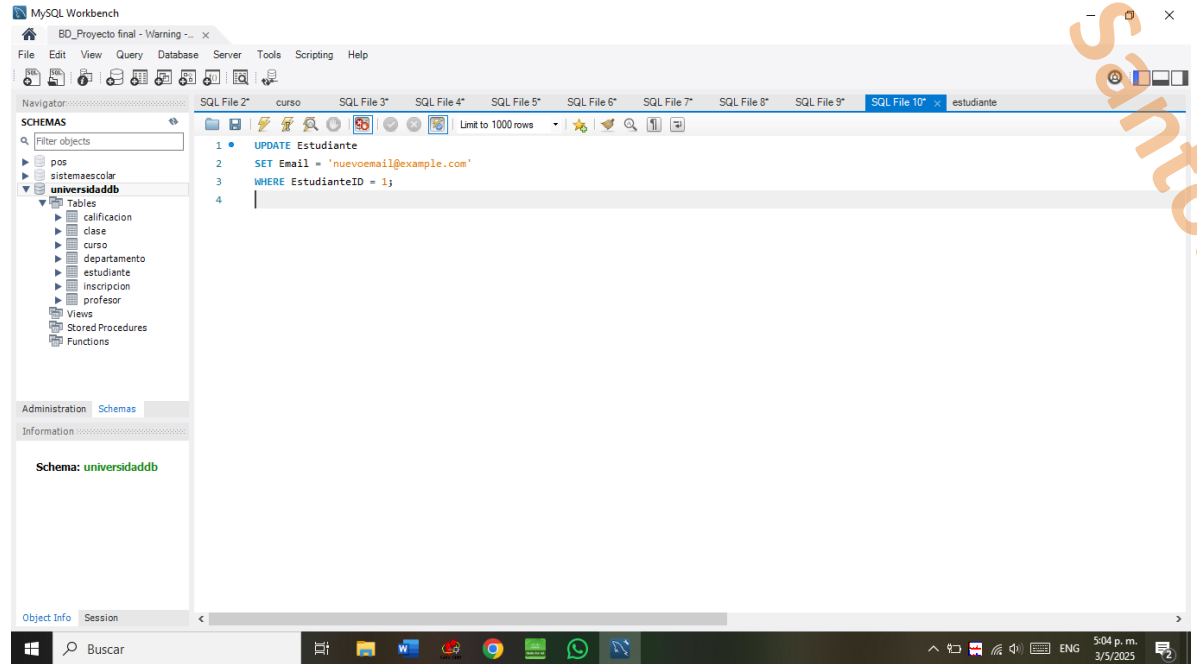 MySQL Workbench
BD_Proyecto final - Warning -...
File Edit View Query Database Server Tools Scripting Help
Navigator
SQL File 2* curso SQL File 3* SQL File 4* SQL File 5* SQL File 6* SQL File 7* SQL File 8* SQL File 9* SQL File 10* estudiante
SCHEMAS
Limit to 1000 rows
Filter objects
1 UPDATE Estudiante
2 SET Email = 'nuevoemail@example.com'
3 WHERE EstudianteID = 1;
4
pos
sistemaescolar
universidaddb
Tables
calificacion
clase
curso
departamento
estudiante
inscripcion
profesor
Views
Stored Procedures
Functions
Administration Schemas
Information
Schema: universidaddb
Object Info Session
Buscar
ENG
5:04 p. m.
3/5/2025
2